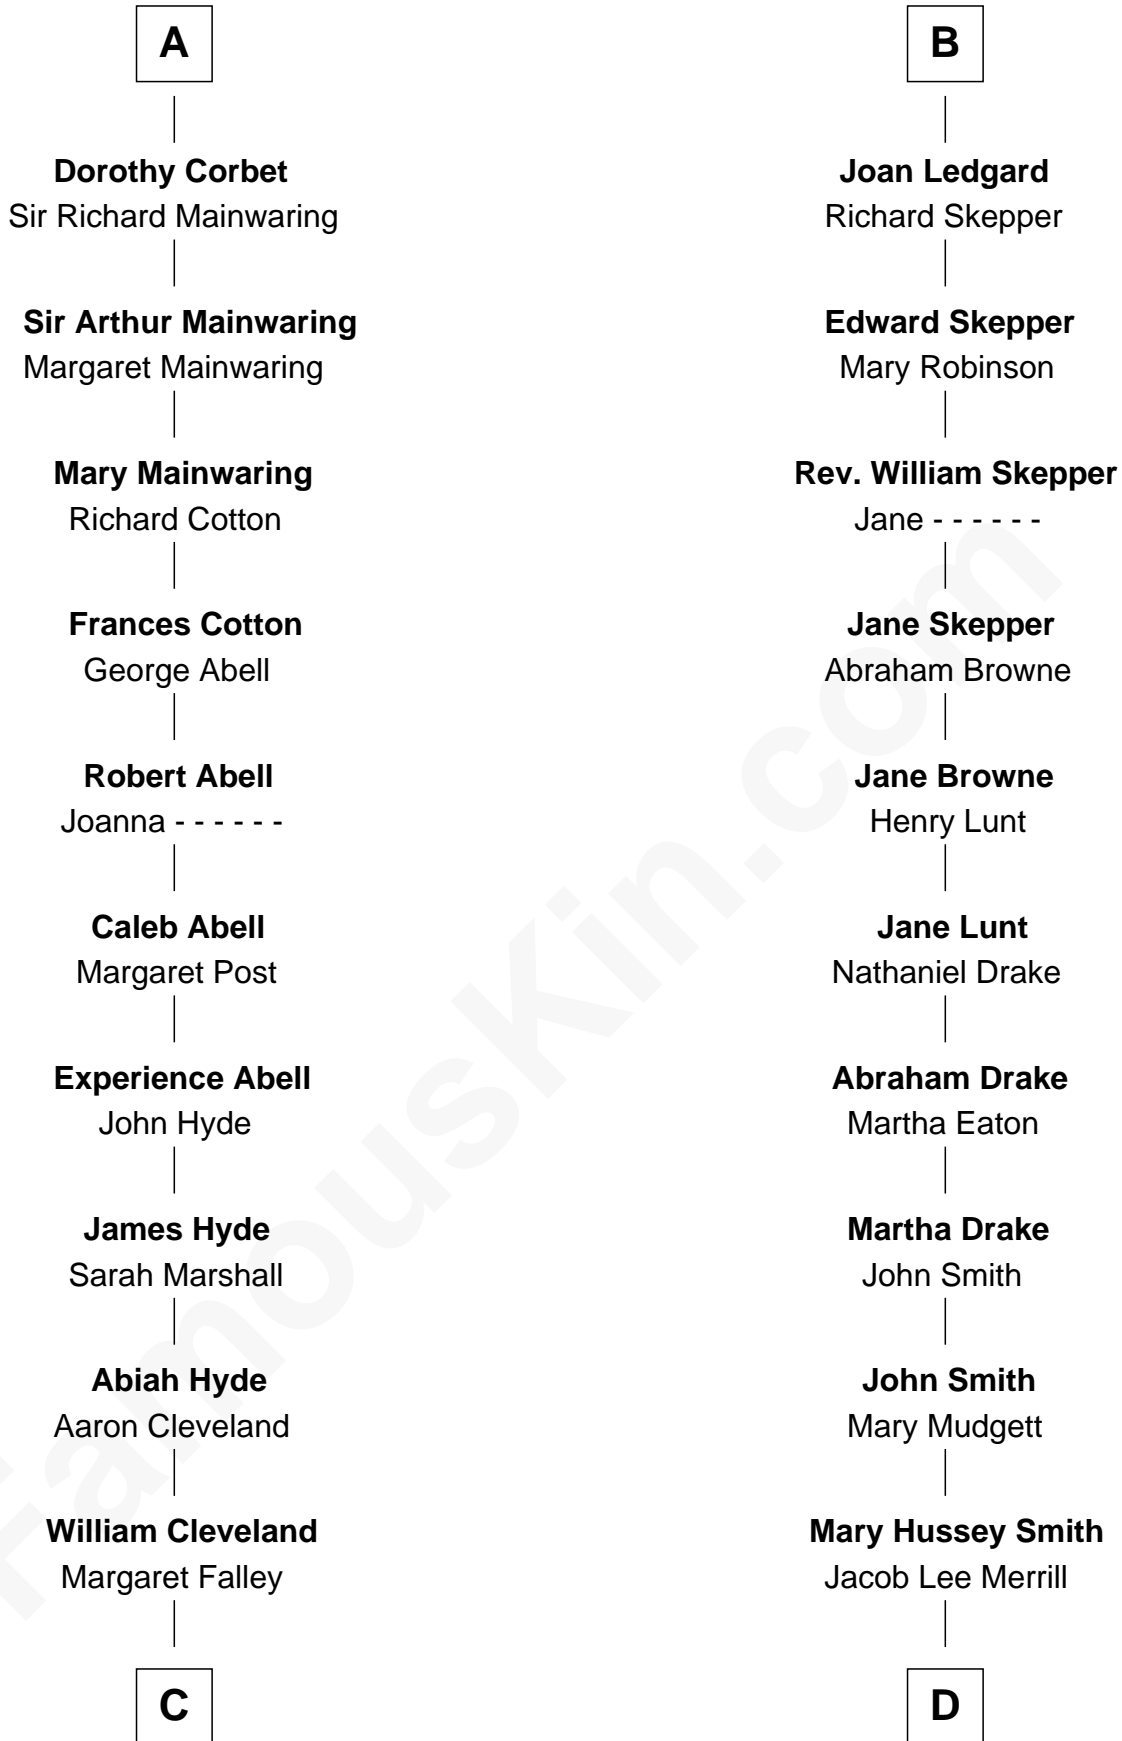 A
Dorothy Corbet
Sir Richard Mainwaring
Sir Arthur Mainwaring
Margaret Mainwaring
Mary Mainwaring
Richard Cotton
Frances Cotton
George Abell
Robert Abell
Joanna - - - - - -
Caleb Abell
Margaret Post
Experience Abell
John Hyde
James Hyde
Sarah Marshall
Abiah Hyde
Aaron Cleveland
William Cleveland
Margaret Falley
C
B
Joan Ledgard
Richard Skepper
Edward Skepper
Mary Robinson
Rev. William Skepper
Jane - - - - - -
Jane Skepper
Abraham Browne
Jane Browne
Henry Lunt
Jane Lunt
Nathaniel Drake
Abraham Drake
Martha Eaton
Martha Drake
John Smith
John Smith
Mary Mudgett
Mary Hussey Smith
Jacob Lee Merrill
D
FamousKin.com